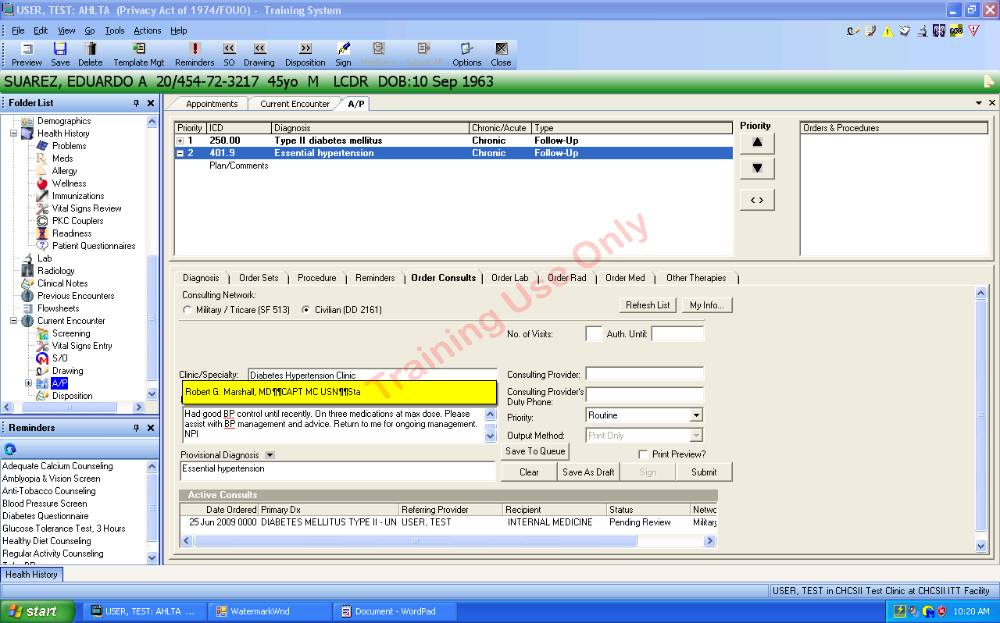 USER, TEST: AHLTA (Privacy Act of 1974/FOUO) - Training System
File Edit View Go Tools Actions Help
Preview Save Delete Template Mgt Reminders SO Drawing Disposition Sign Submit All Options Close
SUAREZ, EDUARDO A 20/454-72-3217 45yo M LCDR DOB:10 Sep 1963
Folder List
Demographics
Health History
Problems
Meds
Allergy
Wellness
Immunizations
Vital Signs Review
PKC Couplers
Readiness
Patient Questionnaires
Lab
Radiology
Clinical Notes
Previous Encounters
Flowsheets
Current Encounter
Screening
Vital Signs Entry
S/O
Drawing
A/P
Disposition
Reminders
Adequate Calcium Counseling
Amblyopia & Vision Screen
Anti-Tobacco Counseling
Blood Pressure Screen
Diabetes Questionnaire
Glucose Tolerance Test, 3 Hours
Healthy Diet Counseling
Regular Activity Counseling
Health History
Appointments Current Encounter A/P
Priority ICD Diagnosis Chronic/Acute Type
1 250.00 Type II diabetes mellitus Chronic Follow-Up
2 401.9 Essential hypertension Chronic Follow-Up
Plan/Comments
Priority
< >
Orders & Procedures
Training Use Only
Diagnosis Order Sets Procedure Reminders Order Consults Order Lab Order Rad Order Med Other Therapies
Consulting Network:
Military / Tricare (SF 513) Civilian (DD 2161)
Refresh List My Info...
No. of Visits: Auth. Until:
Clinic/Specialty: Diabetes Hypertension Clinic
Robert G. Marshall, MD¶¶CAPT MC USN¶¶Sta
Had good BP control until recently. On three medications at max dose. Please
assist with BP management and advice. Return to me for ongoing management.
NPI
Provisional Diagnosis
Essential hypertension
Consulting Provider:
Consulting Provider's
Duty Phone:
Priority: Routine
Output Method: Print Only
Save To Queue Print Preview?
Clear Save As Draft Sign Submit
Active Consults
Date Ordered Primary Dx Referring Provider Recipient Status Netwo
25 Jun 2009 0000 DIABETES MELLITUS TYPE II - UN USER, TEST INTERNAL MEDICINE Pending Review Military
USER, TEST in CHCSII Test Clinic at CHCSII ITT Facility
start USER, TEST: AHLTA ... WatermarkWnd Document - WordPad 10:20 AM